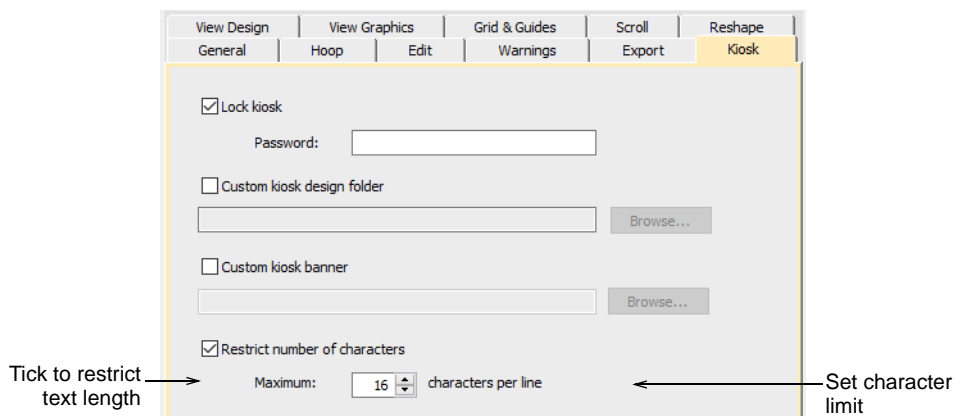 View Design View Graphics Grid & Guides Scroll Reshape
General Hoop Edit Warnings Export Kiosk
Lock kiosk
Password:
Custom kiosk design folder
Browse...
Custom kiosk banner
Browse...
Restrict number of characters
Maximum: 16 characters per line
Tick to restrict
text length
Set character
limit